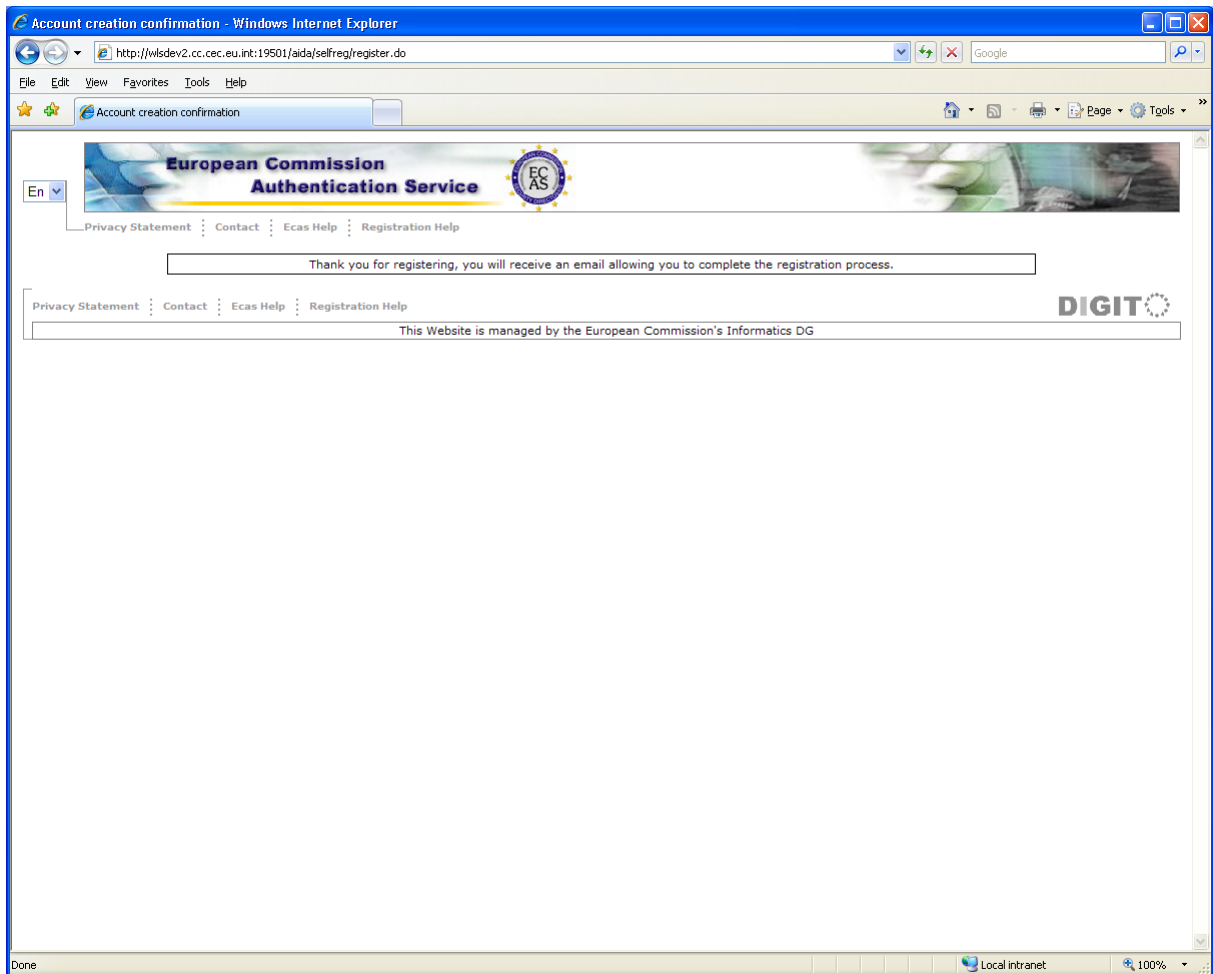 Account creation confirmation - Windows Internet Explorer
http://wlsdev2.cc.cec.eu.int:19501/aida/selfreg/register.do
Google
File Edit View Favorites Tools Help
Account creation confirmation
Page Tools »
European Commission
Authentication Service
EC
AS
En
Privacy Statement Contact Ecas Help Registration Help
Thank you for registering, you will receive an email allowing you to complete the registration process.
Privacy Statement Contact Ecas Help Registration Help
DIGIT
This Website is managed by the European Commission's Informatics DG
Done
Local intranet
100%